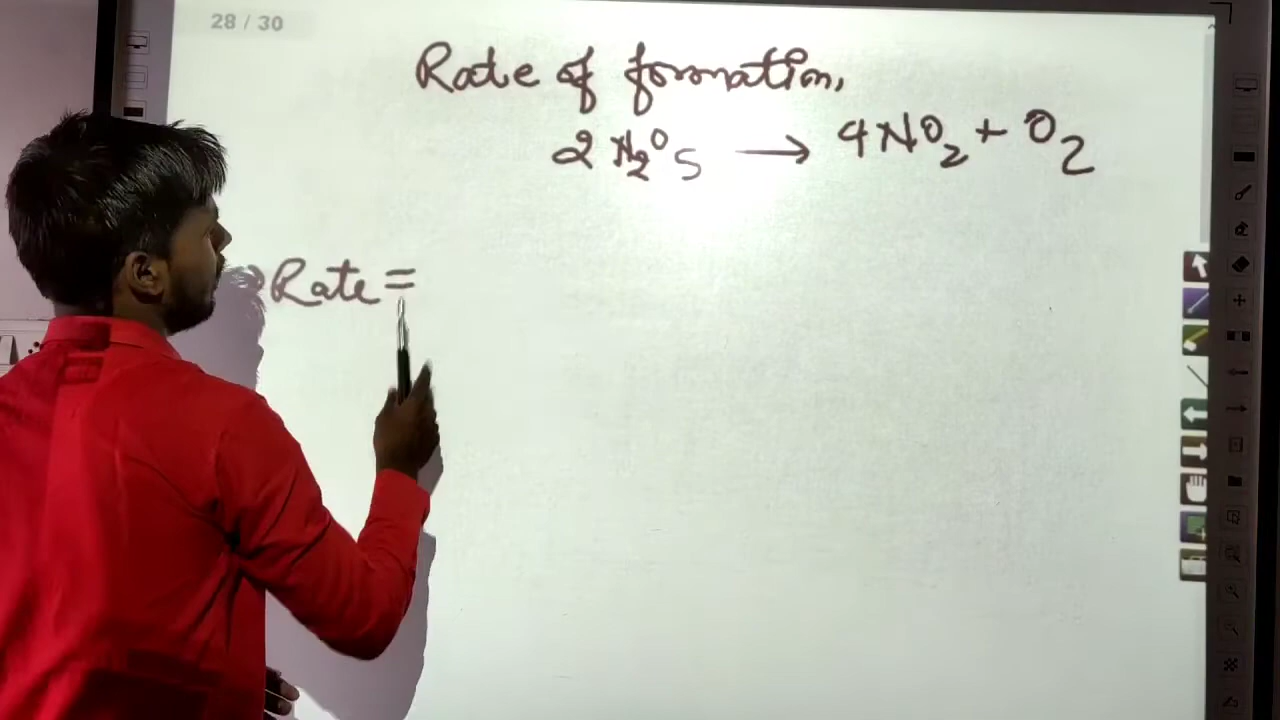 28 / 30
Rate of formation,
2 N₂O₅ ⟶ 4NO₂ + O₂
Rate =